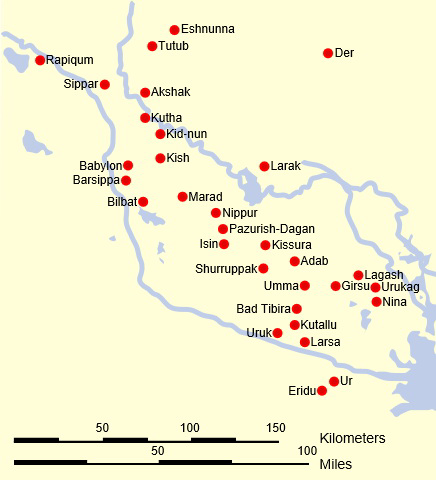 Eshnunna
Tutub
Der
Rapiqum
Sippar
Akshak
Kutha
Kid-nun
Kish
Babylon
Larak
Barsippa
Marad
Bilbat
Nippur
Pazurish-Dagan
Isin
Kissura
Adab
Shurruppak
Lagash
Umma
Girsu
Urukag
Nina
Bad Tibira
Kutallu
Uruk
Larsa
Ur
Eridu
50 100 150
Kilometers
50 100
Miles